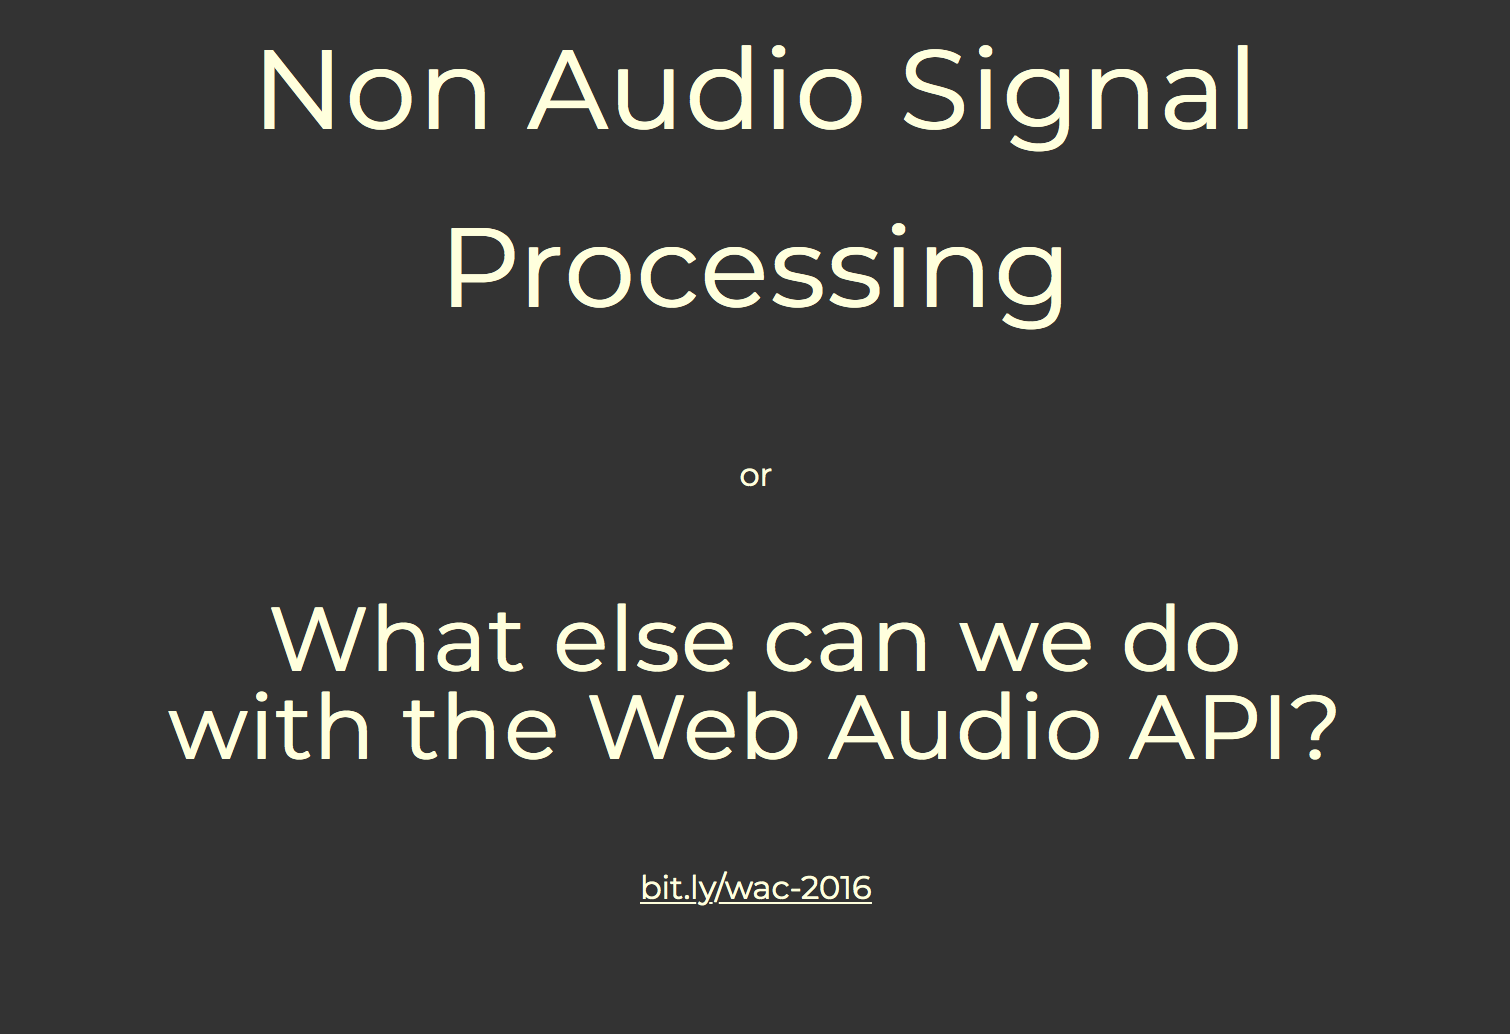 Non Audio Signal
Processing
or
What else can we do
with the Web Audio API?
bit.ly/wac-2016